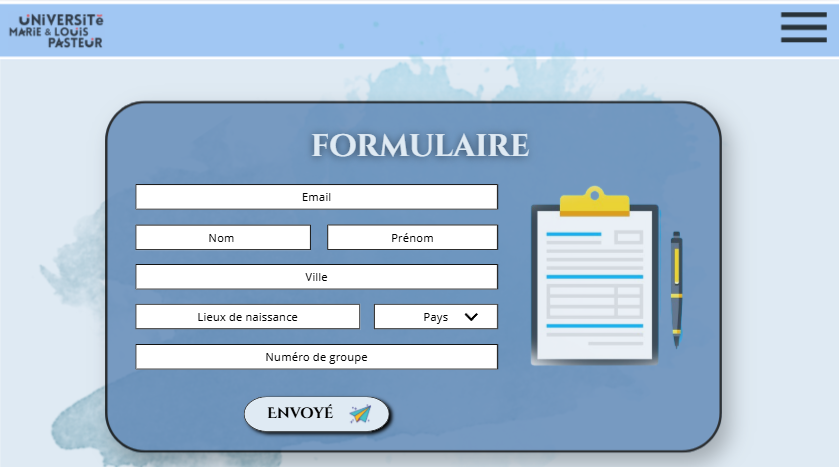 UNIVERSITé
MARIE & LOUIS
PASTEUR
FORMULAIRE
Email
Nom Prénom
Ville
Lieux de naissance Pays
Numéro de groupe
ENVOYÉ